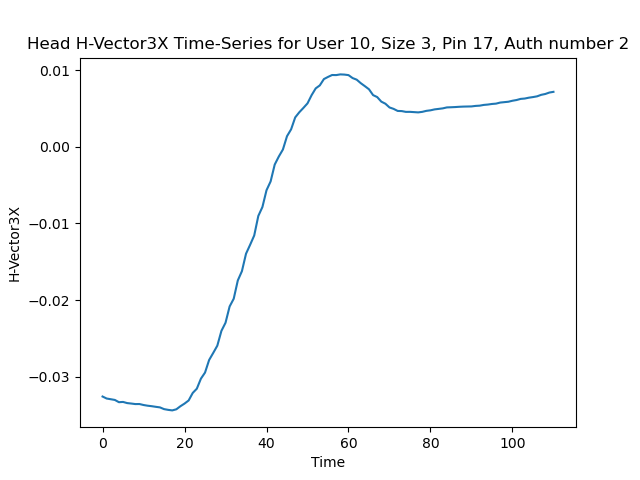 Head H-Vector3X Time-Series for User 10, Size 3, Pin 17, Auth number 2
0.01
0.00
−0.01
−0.02
−0.03
H-Vector3X
0 20 40 60 80 100
Time